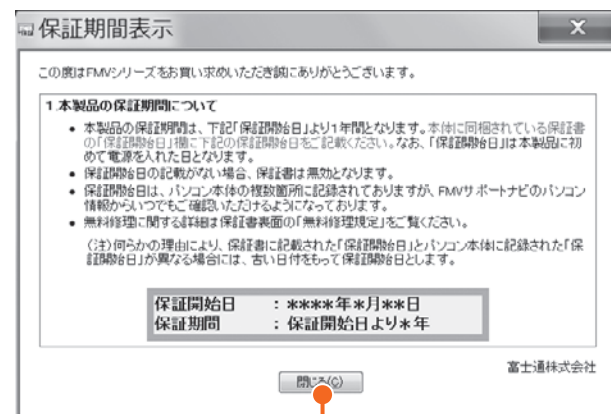 保証期間表示
この度はFMVシリーズをお買い求めいただき誠にありがとうございます。
1.本製品の保証期間について
• 本製品の保証期間は、下記「保証開始日」より1年間となります。本体に同梱されている保証書
の「保証開始日」欄に下記の保証開始日をご記載ください。なお、「保証開始日」は本製品に初
めて電源を入れた日となります。
• 保証開始日の記載がない場合、保証書は無効となります。
• 保証開始日は、パソコン本体の複数箇所に記録されておりますが、FMVサポートナビのパソコン
情報からいつでもご確認いただけるようになっております。
• 無料修理に関する詳細は保証書裏面の「無料修理規定」をご覧ください。
(注)何らかの理由により、保証書に記載された「保証開始日」とパソコン本体に記録された「保
証開始日」が異なる場合には、古い日付をもって保証開始日とします。
保証開始日 : ****年*月**日
保証期間 : 保証開始日より*年
富士通株式会社
閉じる(C)